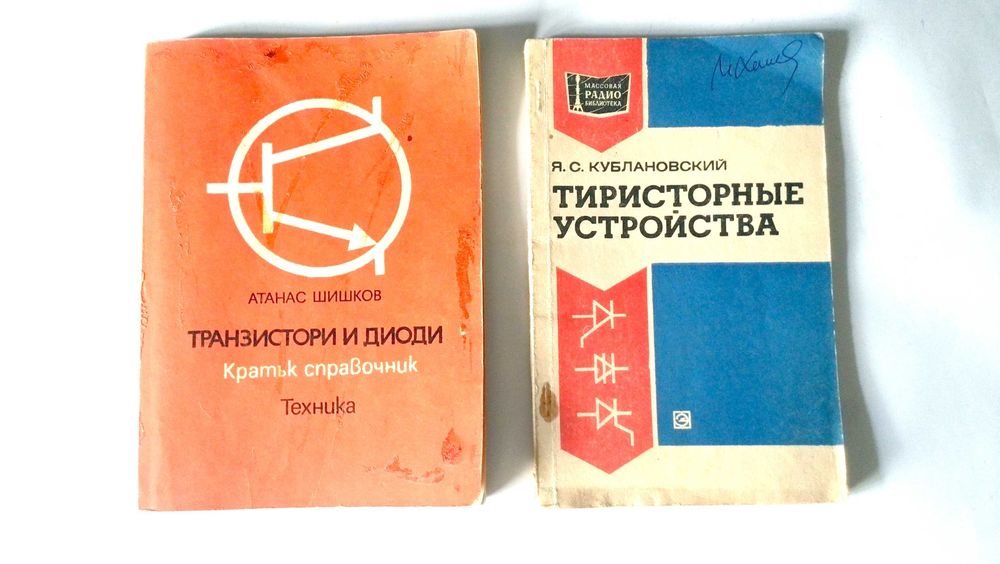 АТАНАС ШИШКОВ
ТРАНЗИСТОРИ И ДИОДИ
Кратък справочник
Техника
МАССОВАЯ
РАДИО
БИБЛИОТЕКА
Я. С. КУБЛАНОВСКИЙ
ТИРИСТОРНЫЕ
УСТРОЙСТВА